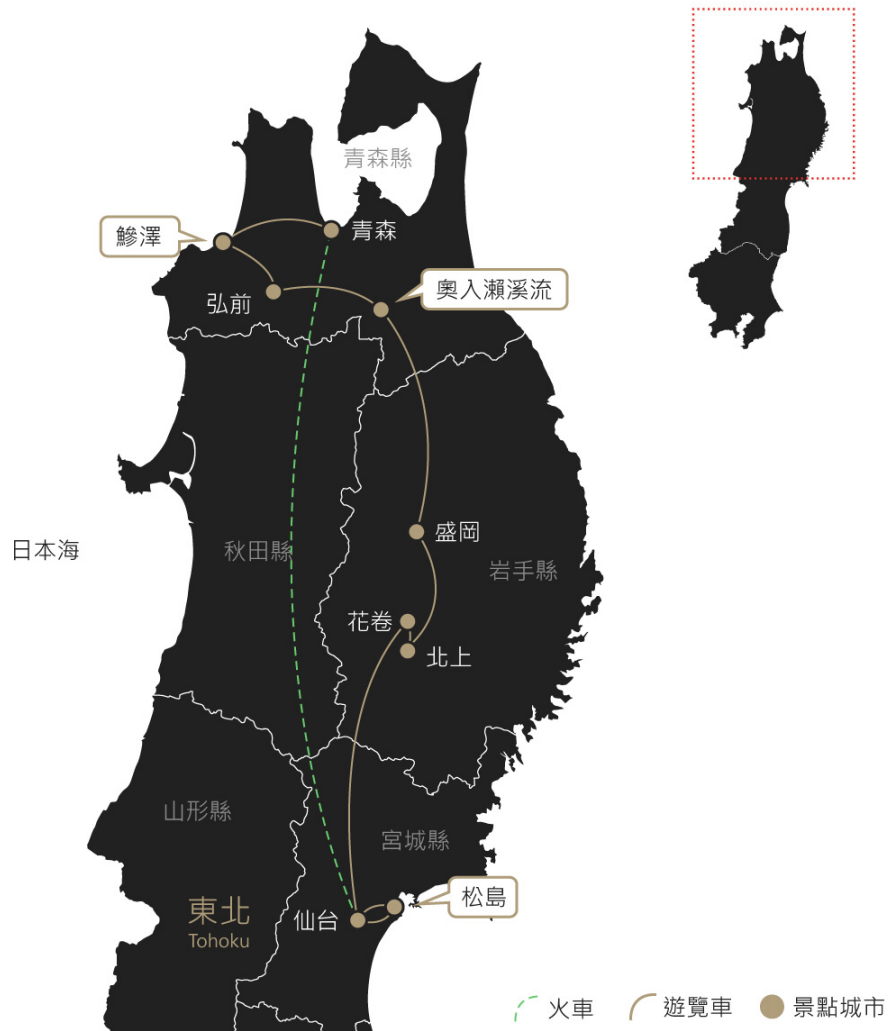 青森縣
鰺澤
青森
弘前
奧入瀨溪流
盛岡
日本海
秋田縣
岩手縣
花卷
北上
山形縣
宮城縣
松島
東北
Tohoku
仙台
火車
遊覽車
景點城市